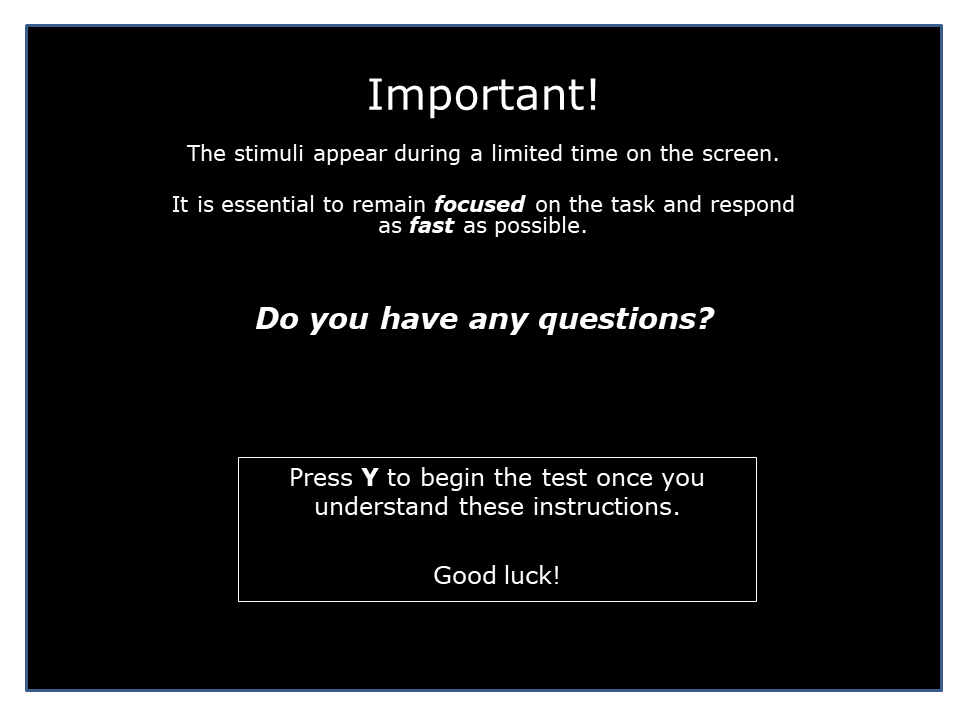 Important!
The stimuli appear during a limited time on the screen.
It is essential to remain focused on the task and respond
as fast as possible.
Do you have any questions?
Press Y to begin the test once you
understand these instructions.
Good luck!